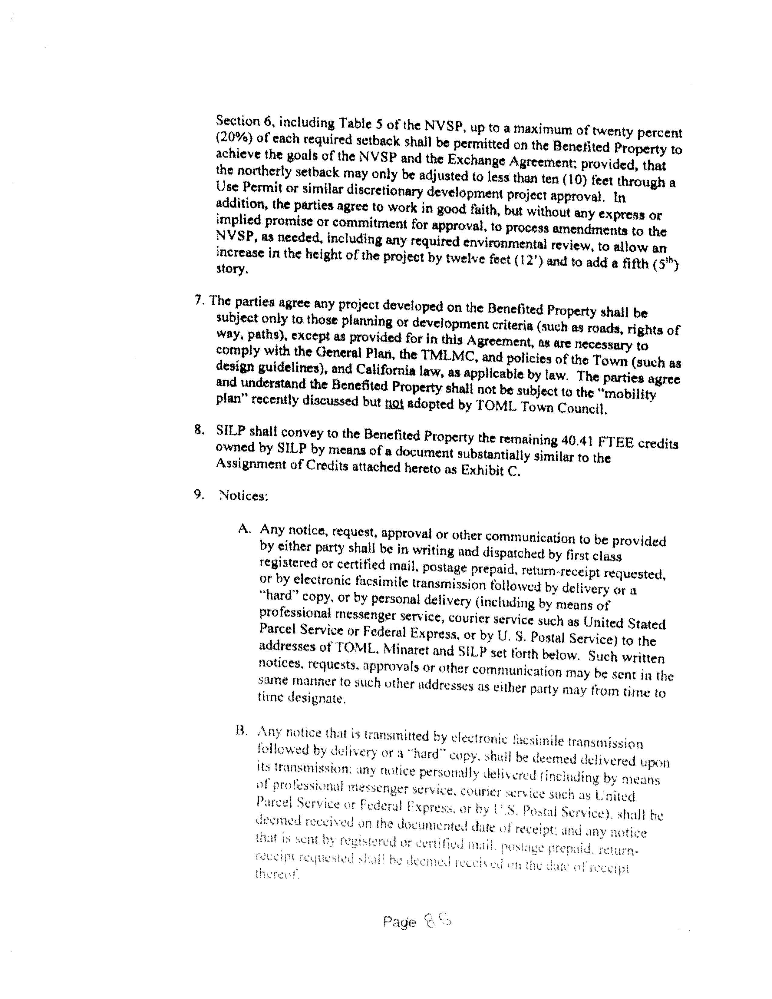 Section 6, including Table 5 of the NVSP, up to a maximum of twenty percent
(20%) of each required setback shall be permitted on the Benefited Property to
achieve the goals of the NVSP and the Exchange Agreement; provided, that
the northerly setback may only be adjusted to less than ten (10) feet through a
Use Permit or similar discretionary development project approval. In
addition, the parties agree to work in good faith, but without any express or
implied promise or commitment for approval, to process amendments to the
NVSP, as needed, including any required environmental review, to allow an
increase in the height of the project by twelve feet (12') and to add a fifth (5th)
story.
7. The parties agree any project developed on the Benefited Property shall be
subject only to those planning or development criteria (such as roads, rights of
way, paths), except as provided for in this Agreement, as are necessary to
comply with the General Plan, the TMLMC, and policies of the Town (such as
design guidelines), and California law, as applicable by law. The parties agree
and understand the Benefited Property shall not be subject to the “mobility
plan” recently discussed but not adopted by TOML Town Council.
8. SILP shall convey to the Benefited Property the remaining 40.41 FTEE credits
owned by SILP by means of a document substantially similar to the
Assignment of Credits attached hereto as Exhibit C.
9. Notices:
A. Any notice, request, approval or other communication to be provided
by either party shall be in writing and dispatched by first class
registered or certified mail, postage prepaid, return-receipt requested,
or by electronic facsimile transmission followed by delivery or a
“hard” copy, or by personal delivery (including by means of
professional messenger service, courier service such as United Stated
Parcel Service or Federal Express, or by U. S. Postal Service) to the
addresses of TOML, Minaret and SILP set forth below. Such written
notices, requests, approvals or other communication may be sent in the
same manner to such other addresses as either party may from time to
time designate.
B. Any notice that is transmitted by electronic facsimile transmission
followed by delivery or a “hard” copy, shall be deemed delivered upon
its transmission; any notice personally delivered (including by means
of professional messenger service, courier service such as United
Parcel Service or Federal Express, or by U.S. Postal Service), shall be
deemed received on the documented date of receipt; and any notice
that is sent by registered or certified mail, postage prepaid, return-
receipt requested shall be deemed received on the date of receipt
thereof.
Page 85